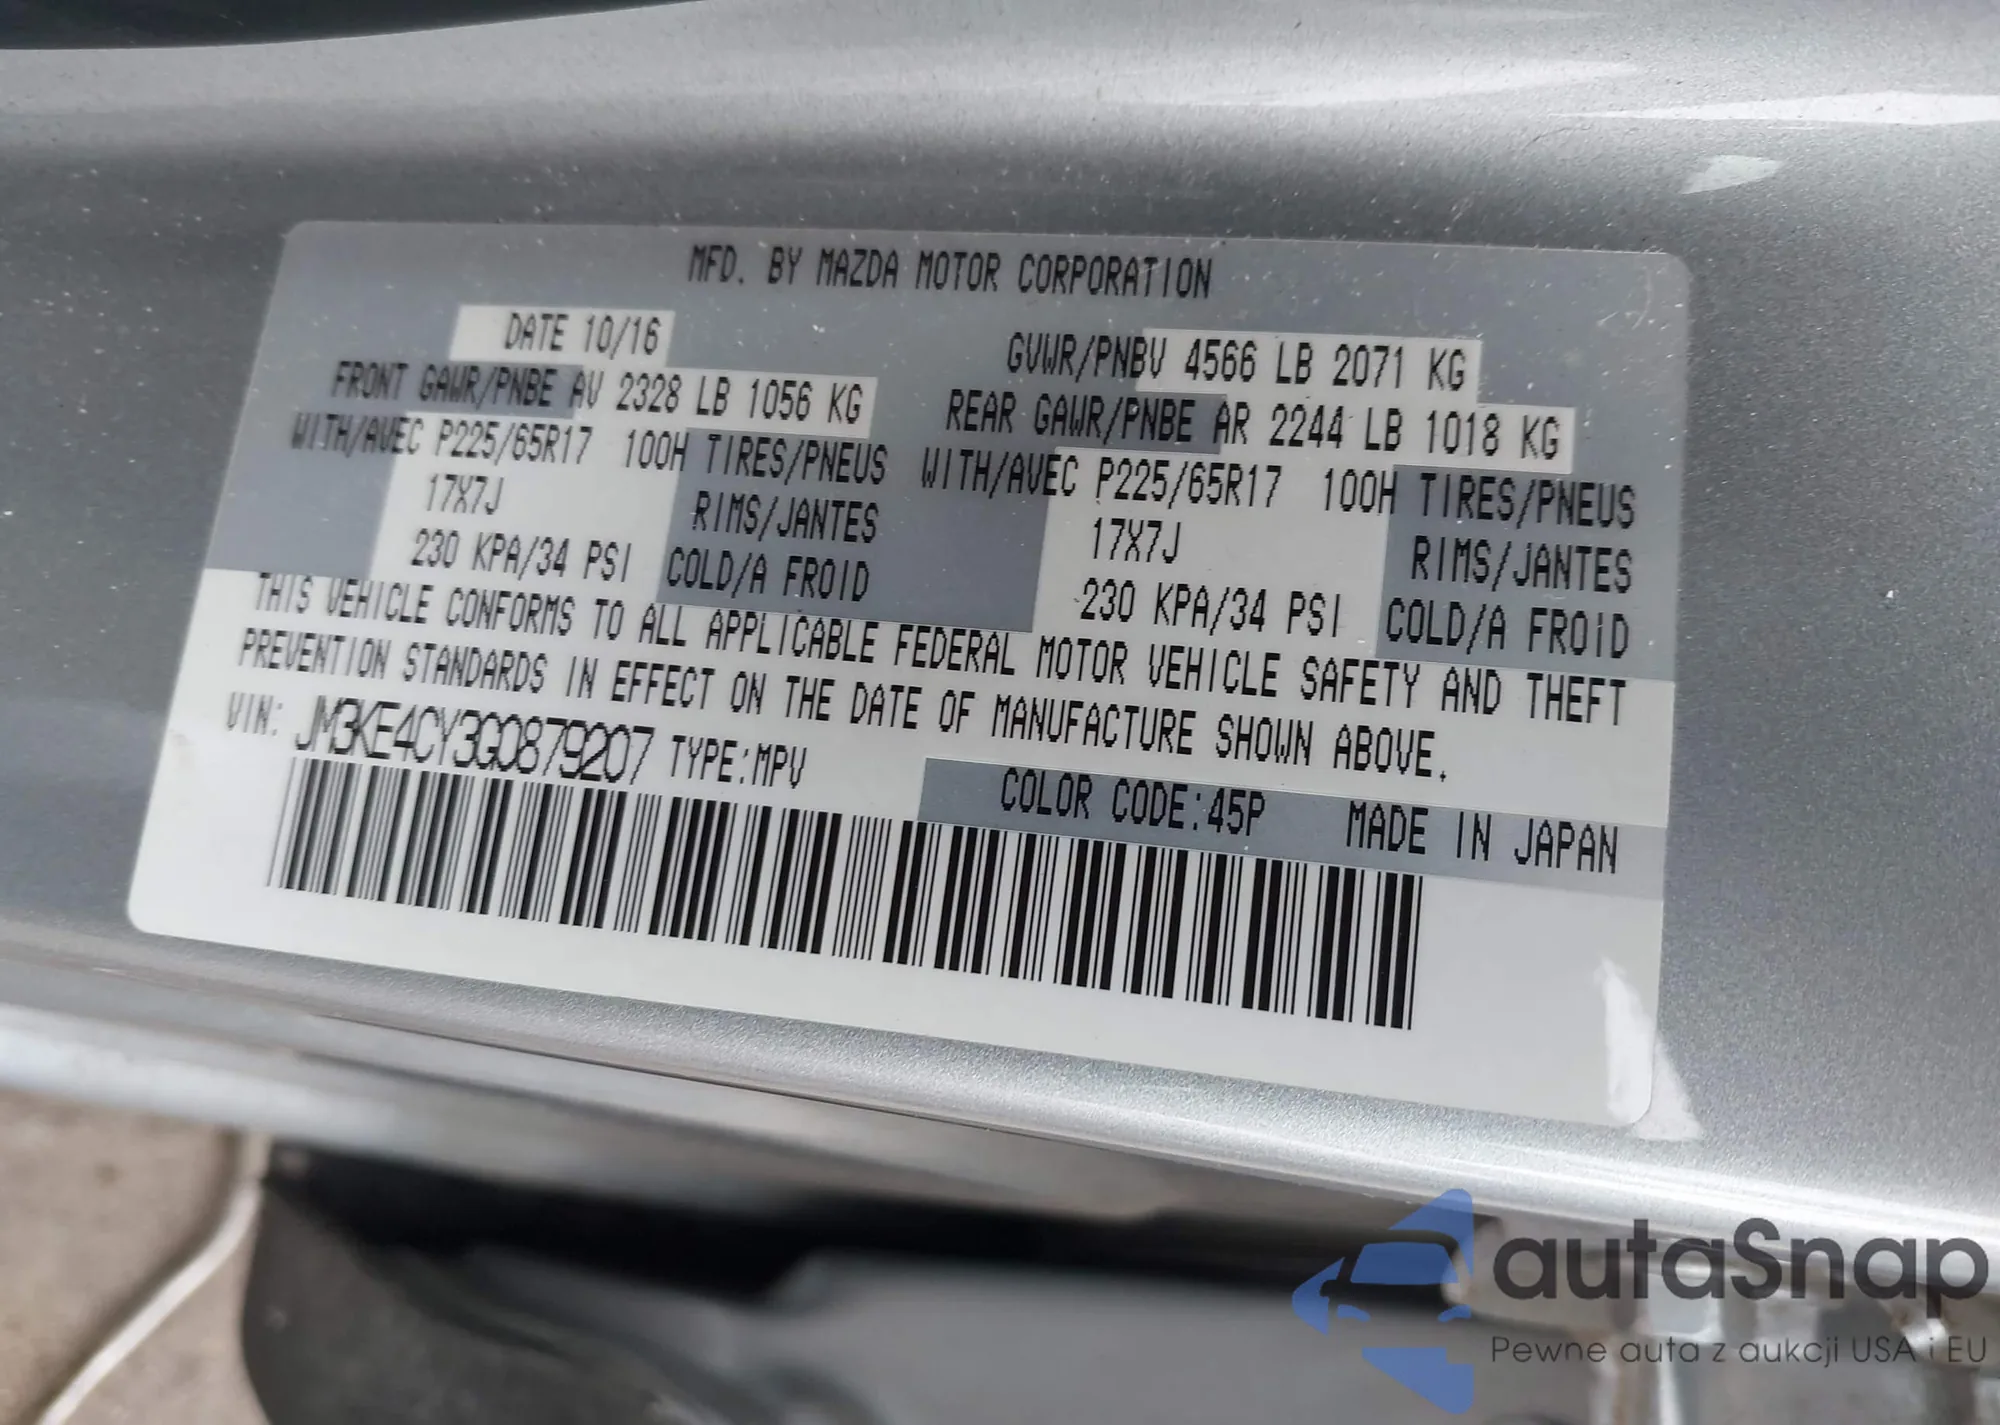 MFD. BY MAZDA MOTOR CORPORATION
DATE 10/16
GVWR/PNBV 4566 LB 2071 KG
FRONT GAWR/PNBE AV 2328 LB 1056 KG
REAR GAWR/PNBE AR 2244 LB 1018 KG
WITH/AVEC P225/65R17 100H TIRES/PNEUS
WITH/AVEC P225/65R17 100H TIRES/PNEUS
17X7J RIMS/JANTES
17X7J RIMS/JANTES
230 KPA/34 PSI COLD/A FROID
230 KPA/34 PSI COLD/A FROID
THIS VEHICLE CONFORMS TO ALL APPLICABLE FEDERAL MOTOR VEHICLE SAFETY AND THEFT
PREVENTION STANDARDS IN EFFECT ON THE DATE OF MANUFACTURE SHOWN ABOVE.
VIN: JM3KE4CY3G0879207 TYPE:MPV
COLOR CODE:45P MADE IN JAPAN
autaSnap
Pewne auta z aukcji USA i EU